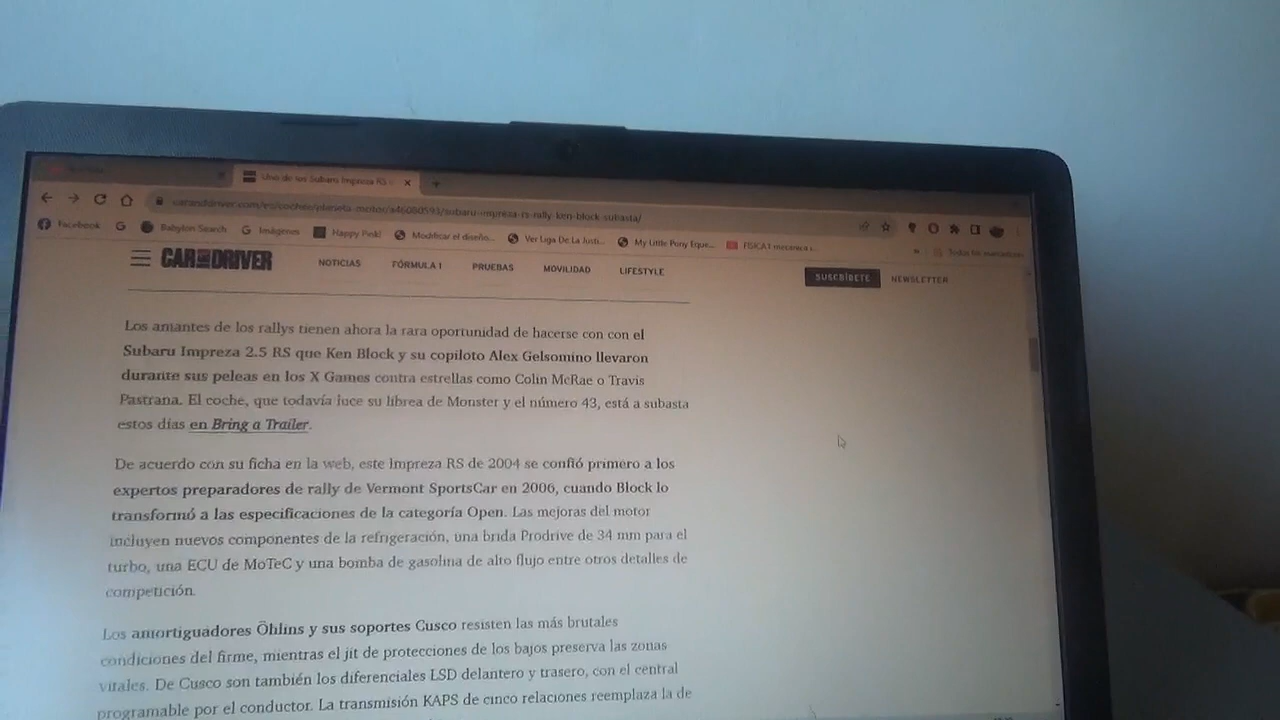 Uno de los Subaru Impreza RS
caranddriver.com/es/coches/planeta-motor/a46080593/subaru-impreza-rs-rally-ken-block-subasta/
Facebook G Babylon Search Imágenes Happy Pink! Modificar el diseño... Ver Liga De La Justi... My Little Pony Eque... Todos los marcadores
CAR AND DRIVER NOTICIAS FÓRMULA 1 PRUEBAS MOVILIDAD LIFESTYLE SUSCRÍBETE NEWSLETTER
Los amantes de los rallys tienen ahora la rara oportunidad de hacerse con con el
Subaru Impreza 2.5 RS que Ken Block y su copiloto Alex Gelsomino llevaron
durante sus peleas en los X Games contra estrellas como Colin McRae o Travis
Pastrana. El coche, que todavía luce su librea de Monster y el número 43, está a subasta
estos días en Bring a Trailer.
De acuerdo con su ficha en la web, este Impreza RS de 2004 se confió primero a los
expertos preparadores de rally de Vermont SportsCar en 2006, cuando Block lo
transformó a las especificaciones de la categoría Open. Las mejoras del motor
incluyen nuevos componentes de la refrigeración, una brida Prodrive de 34 mm para el
turbo, una ECU de MoTeC y una bomba de gasolina de alto flujo entre otros detalles de
competición.
Los amortiguadores Öhlins y sus soportes Cusco resisten las más brutales
condiciones del firme, mientras el jit de protecciones de los bajos preserva las zonas
vitales. De Cusco son también los diferenciales LSD delantero y trasero, con el central
programable por el conductor. La transmisión KAPS de cinco relaciones reemplaza la de